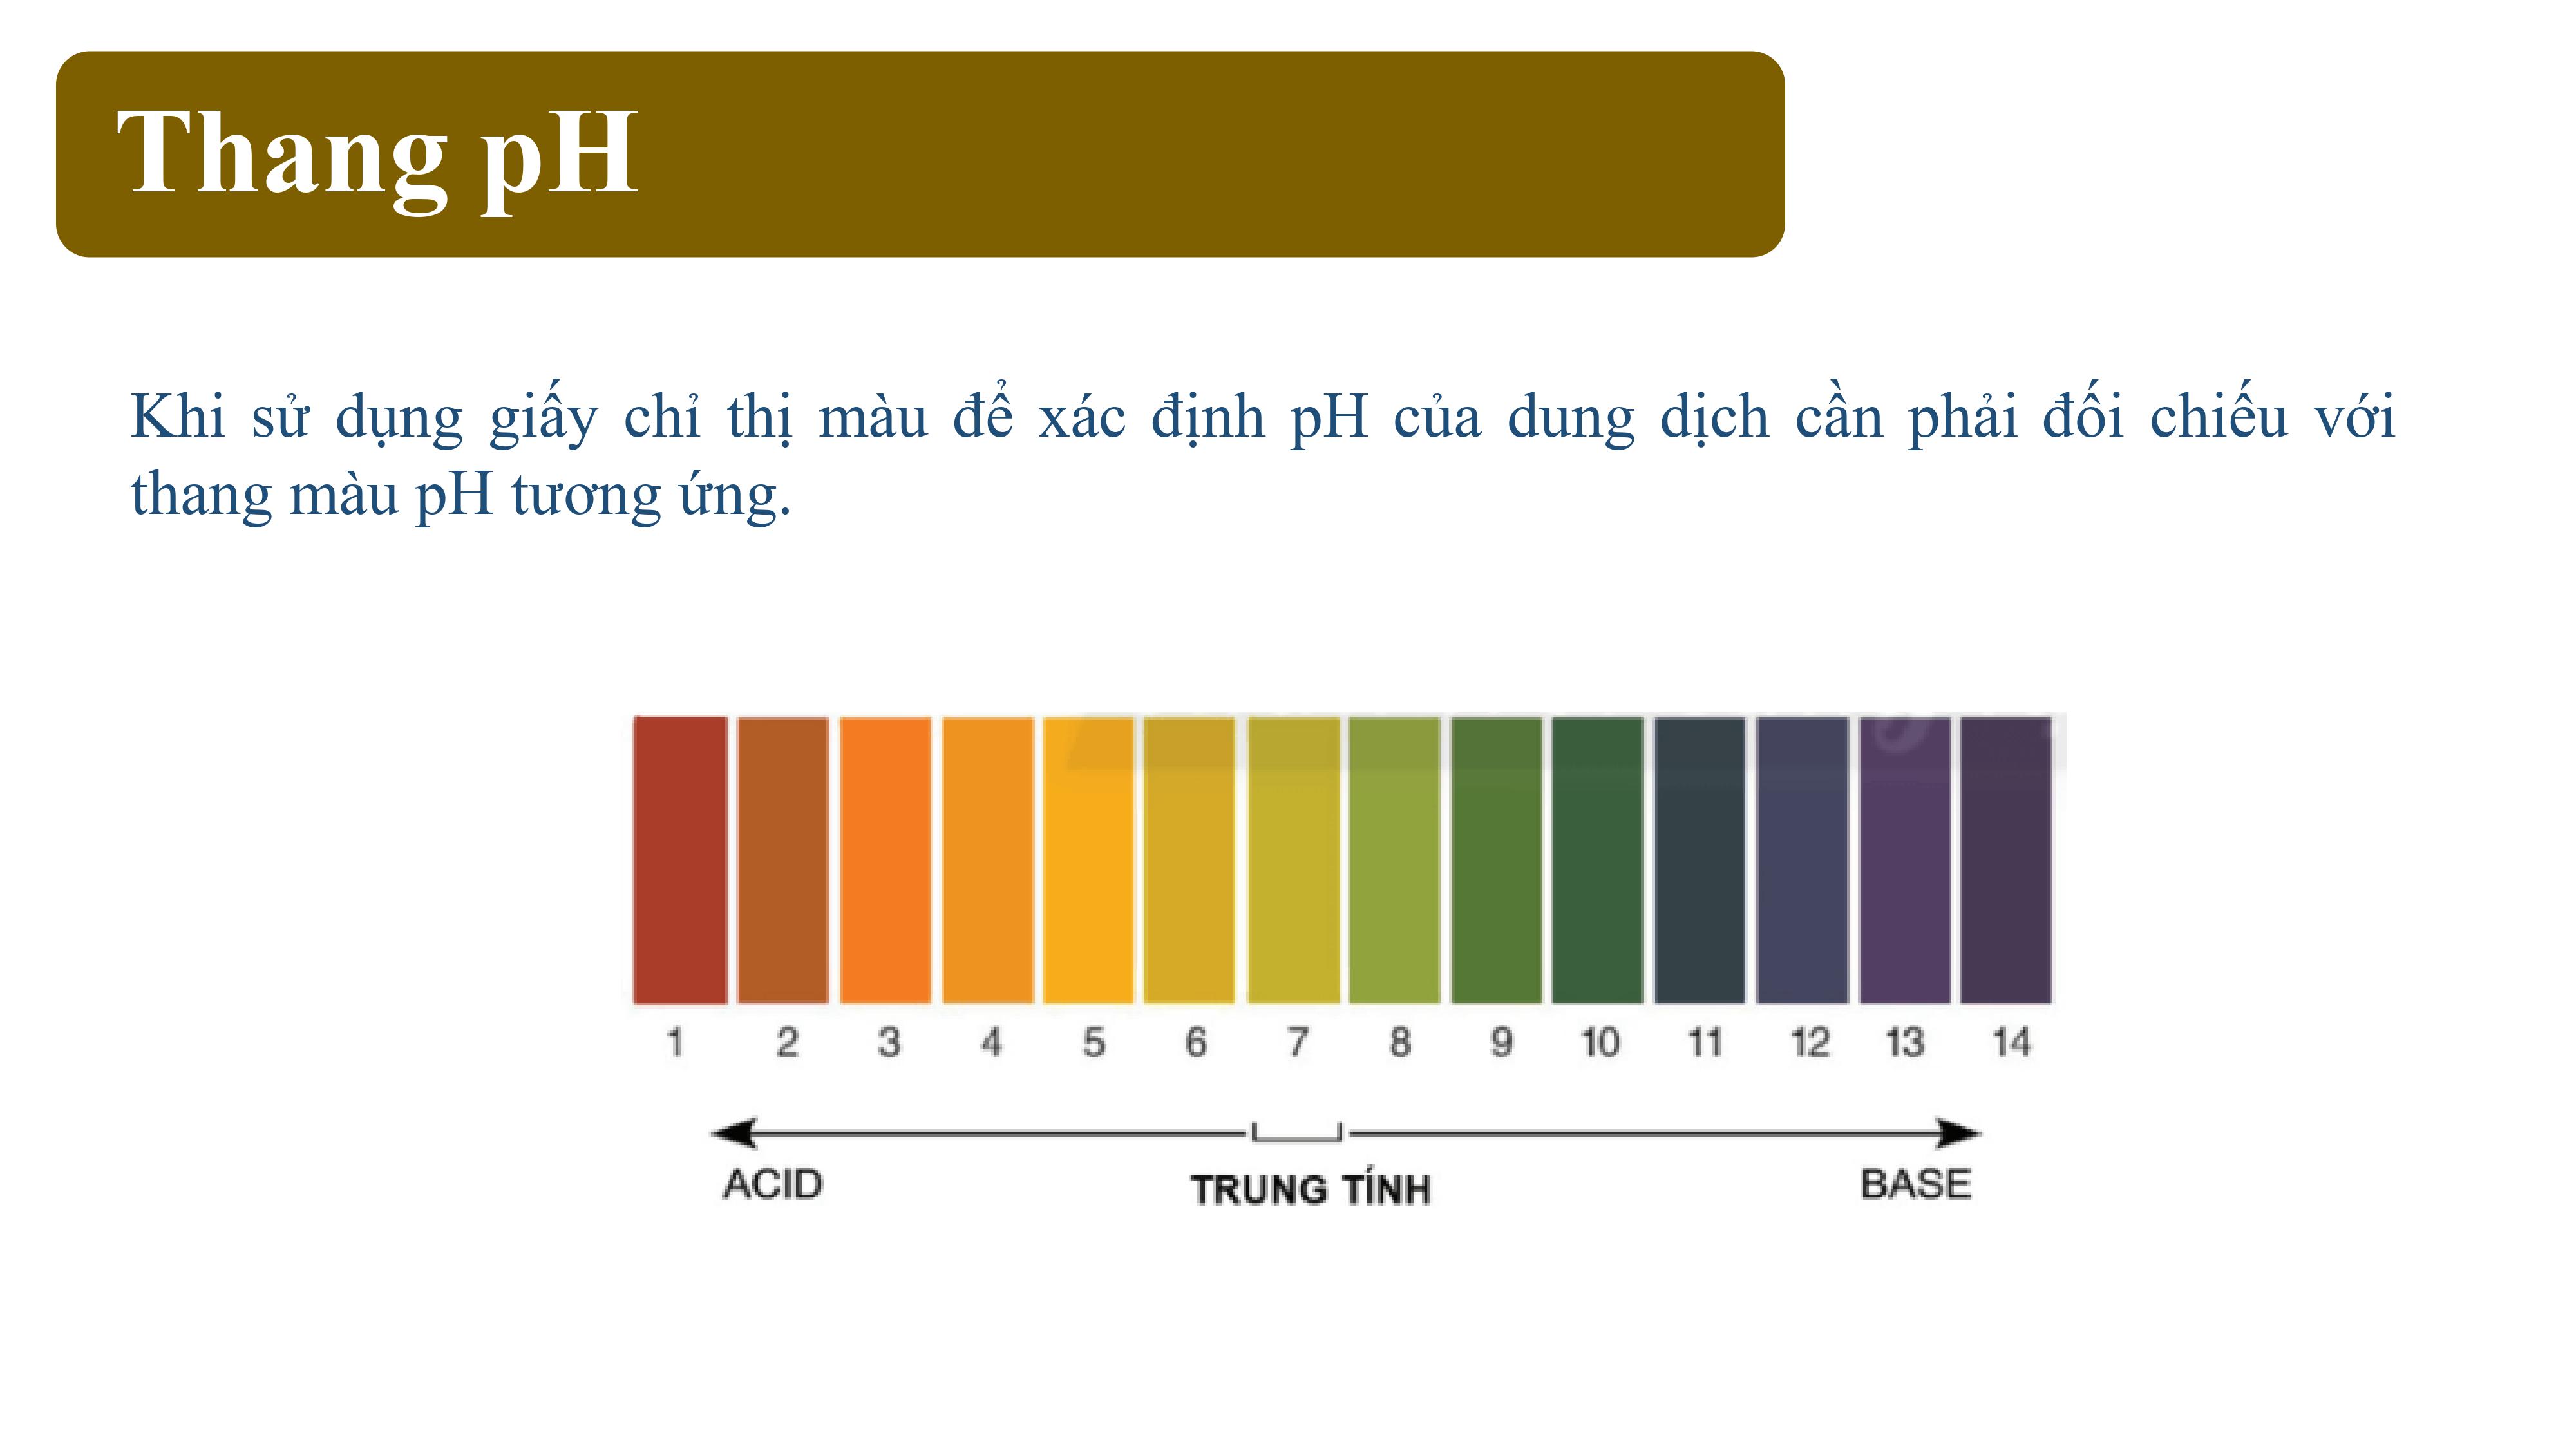 Thang pH
Khi sử dụng giấy chỉ thị màu để xác định pH của dung dịch cần phải đối chiếu với
thang màu pH tương ứng.
1 2 3 4 5 6 7 8 9 10 11 12 13 14
ACID TRUNG TÍNH BASE